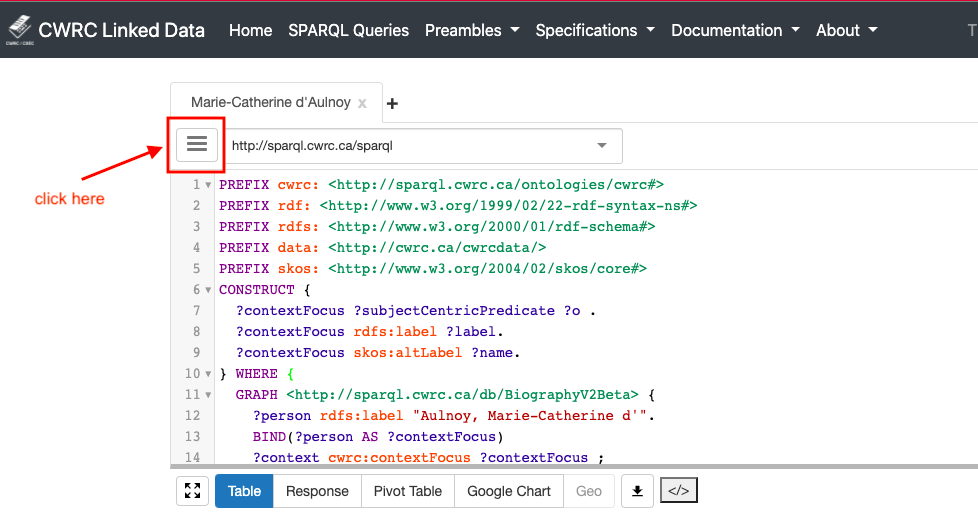 CWRC Linked Data Home SPARQL Queries Preambles Specifications Documentation About T
CWRC / CSEC
Marie-Catherine d'Aulnoy x +
http://sparql.cwrc.ca/sparql
click here
1 PREFIX cwrc: <http://sparql.cwrc.ca/ontologies/cwrc#>
2 PREFIX rdf: <http://www.w3.org/1999/02/22-rdf-syntax-ns#>
3 PREFIX rdfs: <http://www.w3.org/2000/01/rdf-schema#>
4 PREFIX data: <http://cwrc.ca/cwrcdata/>
5 PREFIX skos: <http://www.w3.org/2004/02/skos/core#>
6 CONSTRUCT {
7 ?contextFocus ?subjectCentricPredicate ?o .
8 ?contextFocus rdfs:label ?label.
9 ?contextFocus skos:altLabel ?name.
10 } WHERE {
11 GRAPH <http://sparql.cwrc.ca/db/BiographyV2Beta> {
12 ?person rdfs:label "Aulnoy, Marie-Catherine d'".
13 BIND(?person AS ?contextFocus)
14 ?context cwrc:contextFocus ?contextFocus ;
Table Response Pivot Table Google Chart Geo </>